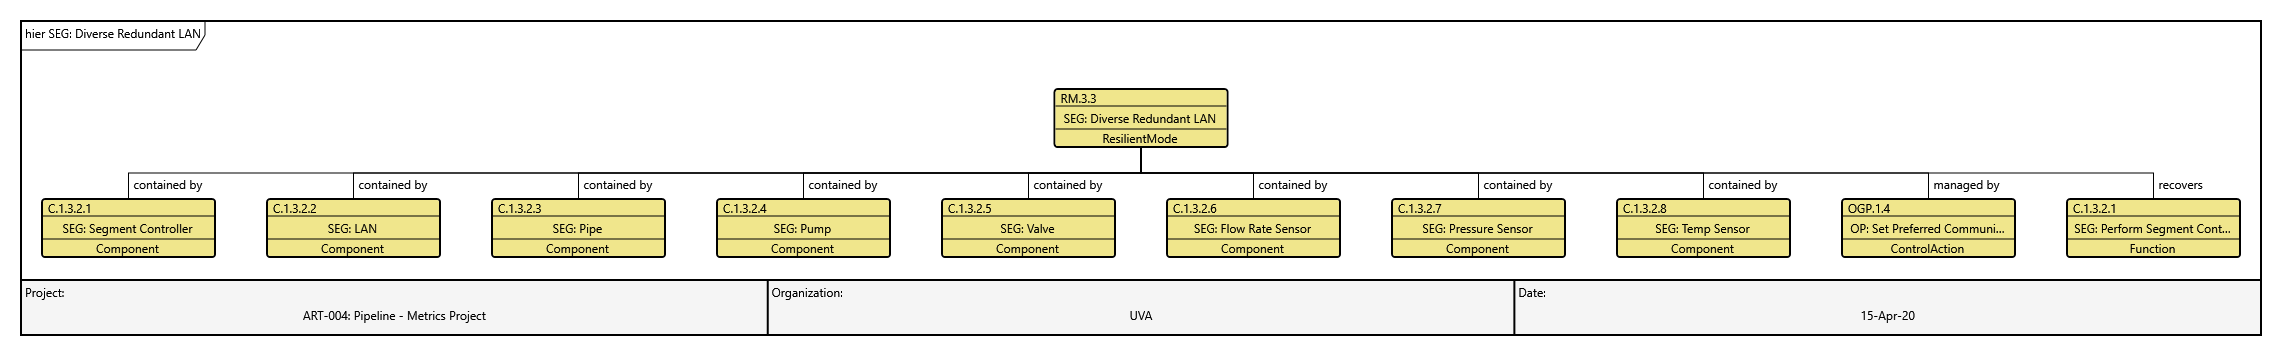 hier SEG: Diverse Redundant LAN
RM.3.3
SEG: Diverse Redundant LAN
ResilientMode
contained by
contained by
contained by
contained by
contained by
contained by
contained by
contained by
managed by
recovers
C.1.3.2.1
SEG: Segment Controller
Component
C.1.3.2.2
SEG: LAN
Component
C.1.3.2.3
SEG: Pipe
Component
C.1.3.2.4
SEG: Pump
Component
C.1.3.2.5
SEG: Valve
Component
C.1.3.2.6
SEG: Flow Rate Sensor
Component
C.1.3.2.7
SEG: Pressure Sensor
Component
C.1.3.2.8
SEG: Temp Sensor
Component
OGP.1.4
OP: Set Preferred Communi...
ControlAction
C.1.3.2.1
SEG: Perform Segment Cont...
Function
Project:
ART-004: Pipeline - Metrics Project
Organization:
UVA
Date:
15-Apr-20